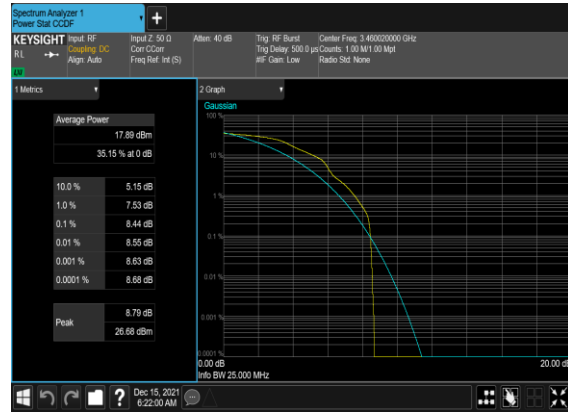 Spectrum Analyzer 1
Power Stat CCDF
KEYSIGHT
RL
Input: RF
Coupling: DC
Align: Auto
Input Z: 50 Ω
Corr CCorr
Freq Ref: Int (S)
Atten: 40 dB
Trig: RF Burst
Trig Delay: 500.0 µs
#IF Gain: Low
Center Freq: 3.460020000 GHz
Counts: 1.00 M/1.00 Mpt
Radio Std: None
1 Metrics
Average Power
17.89 dBm
35.15 % at 0 dB
10.0 % 5.15 dB
1.0 % 7.53 dB
0.1 % 8.44 dB
0.01 % 8.55 dB
0.001 % 8.63 dB
0.0001 % 8.68 dB
Peak
8.79 dB
26.68 dBm
2 Graph
Gaussian
100 %
10 %
1 %
0.1 %
0.01 %
0.001 %
0.0001 %
0.00 dB
20.00 dB
Info BW 25.000 MHz
?
Dec 15, 2021
6:22:00 AM